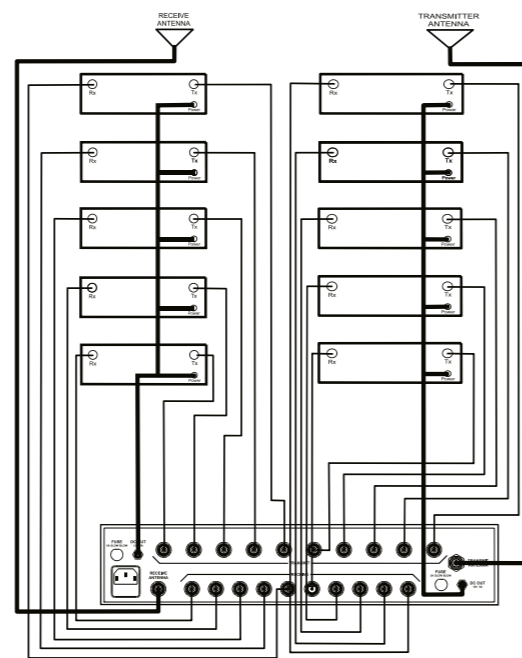 RECEIVE
ANTENNA
TRANSMITTER
ANTENNA
Rx
Tx
Power
Rx
Tx
Power
Rx
Tx
Power
Rx
Tx
Power
Rx
Tx
Power
Rx
Tx
Power
Rx
Tx
Power
Rx
Tx
Power
Rx
Tx
Power
Rx
Tx
Power
FUSE
DC OUT
RECEIVE
ANTENNA
FUSE
DC OUT